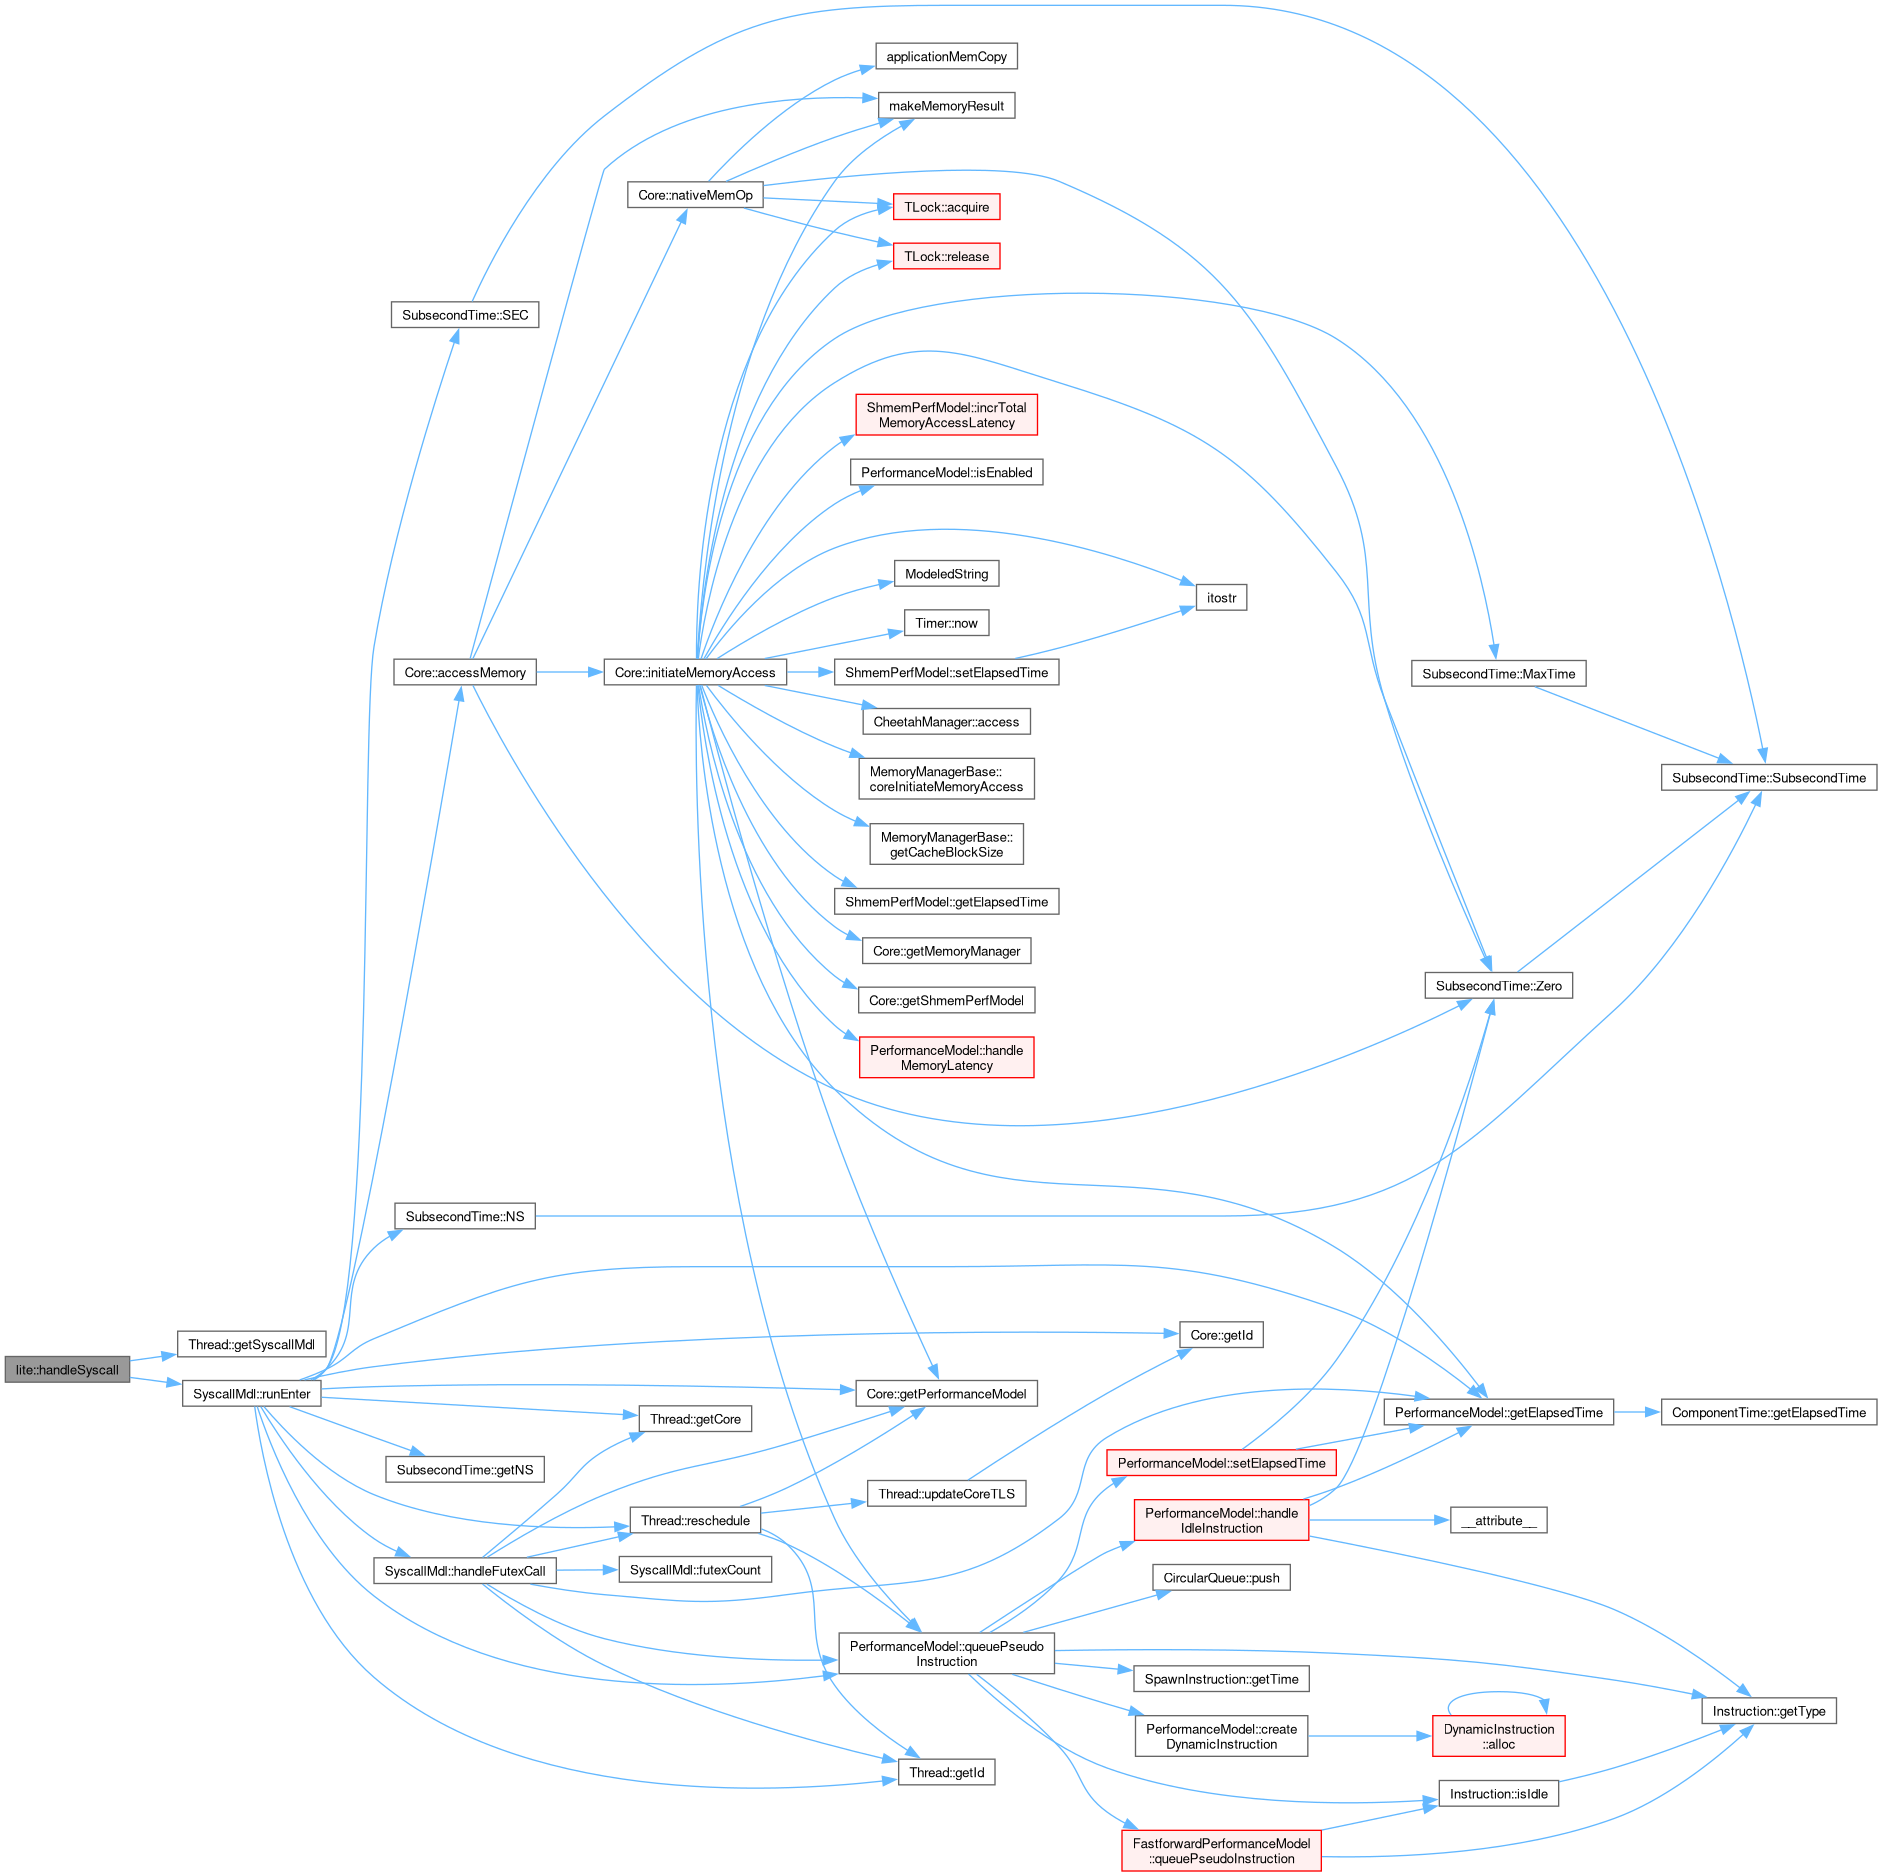 applicationMemCopy
makeMemoryResult
Core::nativeMemOp
TLock::acquire
TLock::release
SubsecondTime::SEC
ShmemPerfModel::incrTotal
MemoryAccessLatency
PerformanceModel::isEnabled
ModeledString
itostr
Timer::now
Core::accessMemory
Core::initiateMemoryAccess
ShmemPerfModel::setElapsedTime
SubsecondTime::MaxTime
CheetahManager::access
MemoryManagerBase::
coreInitiateMemoryAccess
SubsecondTime::SubsecondTime
MemoryManagerBase::
getCacheBlockSize
ShmemPerfModel::getElapsedTime
Core::getMemoryManager
Core::getShmemPerfModel
SubsecondTime::Zero
PerformanceModel::handle
MemoryLatency
SubsecondTime::NS
Thread::getSyscallMdl
Core::getId
lite::handleSyscall
SyscallMdl::runEnter
Core::getPerformanceModel
Thread::getCore
PerformanceModel::getElapsedTime
ComponentTime::getElapsedTime
SubsecondTime::getNS
PerformanceModel::setElapsedTime
Thread::updateCoreTLS
Thread::reschedule
PerformanceModel::handle
IdleInstruction
__attribute__
SyscallMdl::handleFutexCall
SyscallMdl::futexCount
CircularQueue::push
PerformanceModel::queuePseudo
Instruction
SpawnInstruction::getTime
Instruction::getType
PerformanceModel::create
DynamicInstruction
DynamicInstruction
::alloc
Thread::getId
Instruction::isIdle
FastforwardPerformanceModel
::queuePseudoInstruction